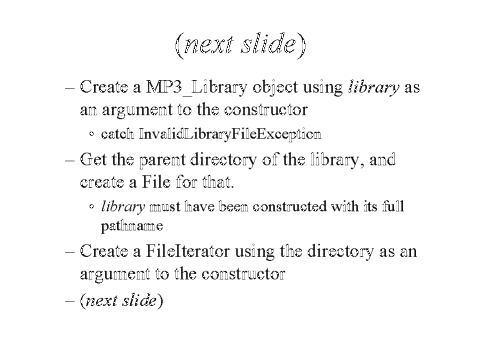 (next slide)
– Create a MP3_Library object using library as
an argument to the constructor
◦ catch InvalidLibraryFileException
– Get the parent directory of the library, and
create a File for that.
◦ library must have been constructed with its full
pathname
– Create a FileIterator using the directory as an
argument to the constructor
– (next slide)